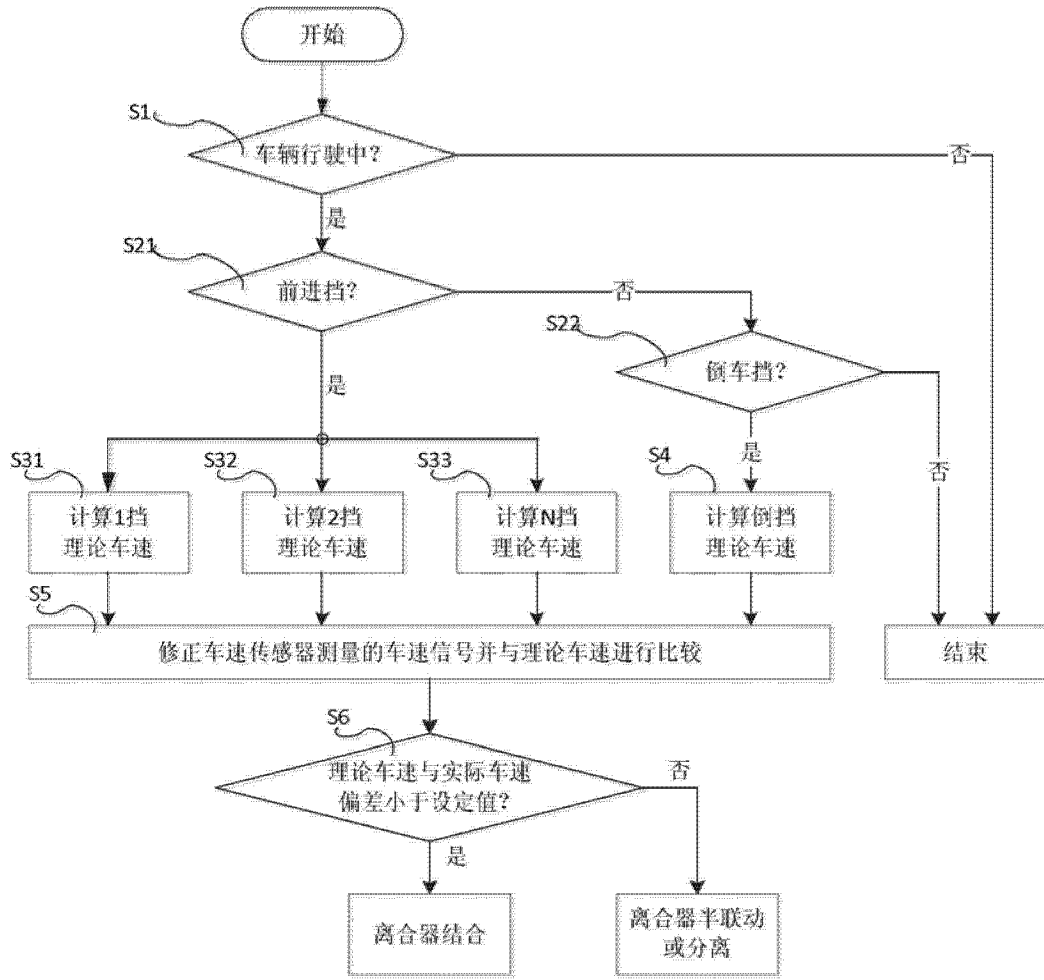 开始
S1
车辆行驶中？
否
是
S21
前进挡？
否
S22
倒车挡？
是
是
否
S31
计算1挡
理论车速
S32
计算2挡
理论车速
S33
计算N挡
理论车速
S4
计算倒挡
理论车速
S5
修正车速传感器测量的车速信号并与理论车速进行比较
结束
S6
理论车速与实际车速
偏差小于设定值？
否
是
离合器结合
离合器半联动
或分离